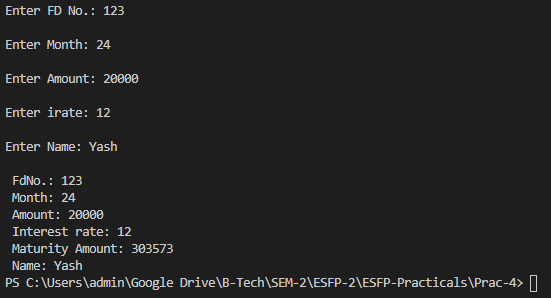 Enter FD No.: 123
Enter Month: 24
Enter Amount: 20000
Enter irate: 12
Enter Name: Yash
FdNo.: 123
Month: 24
Amount: 20000
Interest rate: 12
Maturity Amount: 303573
Name: Yash
PS C:\Users\admin\Google Drive\B-Tech\SEM-2\ESFP-2\ESFP-Practicals\Prac-4>